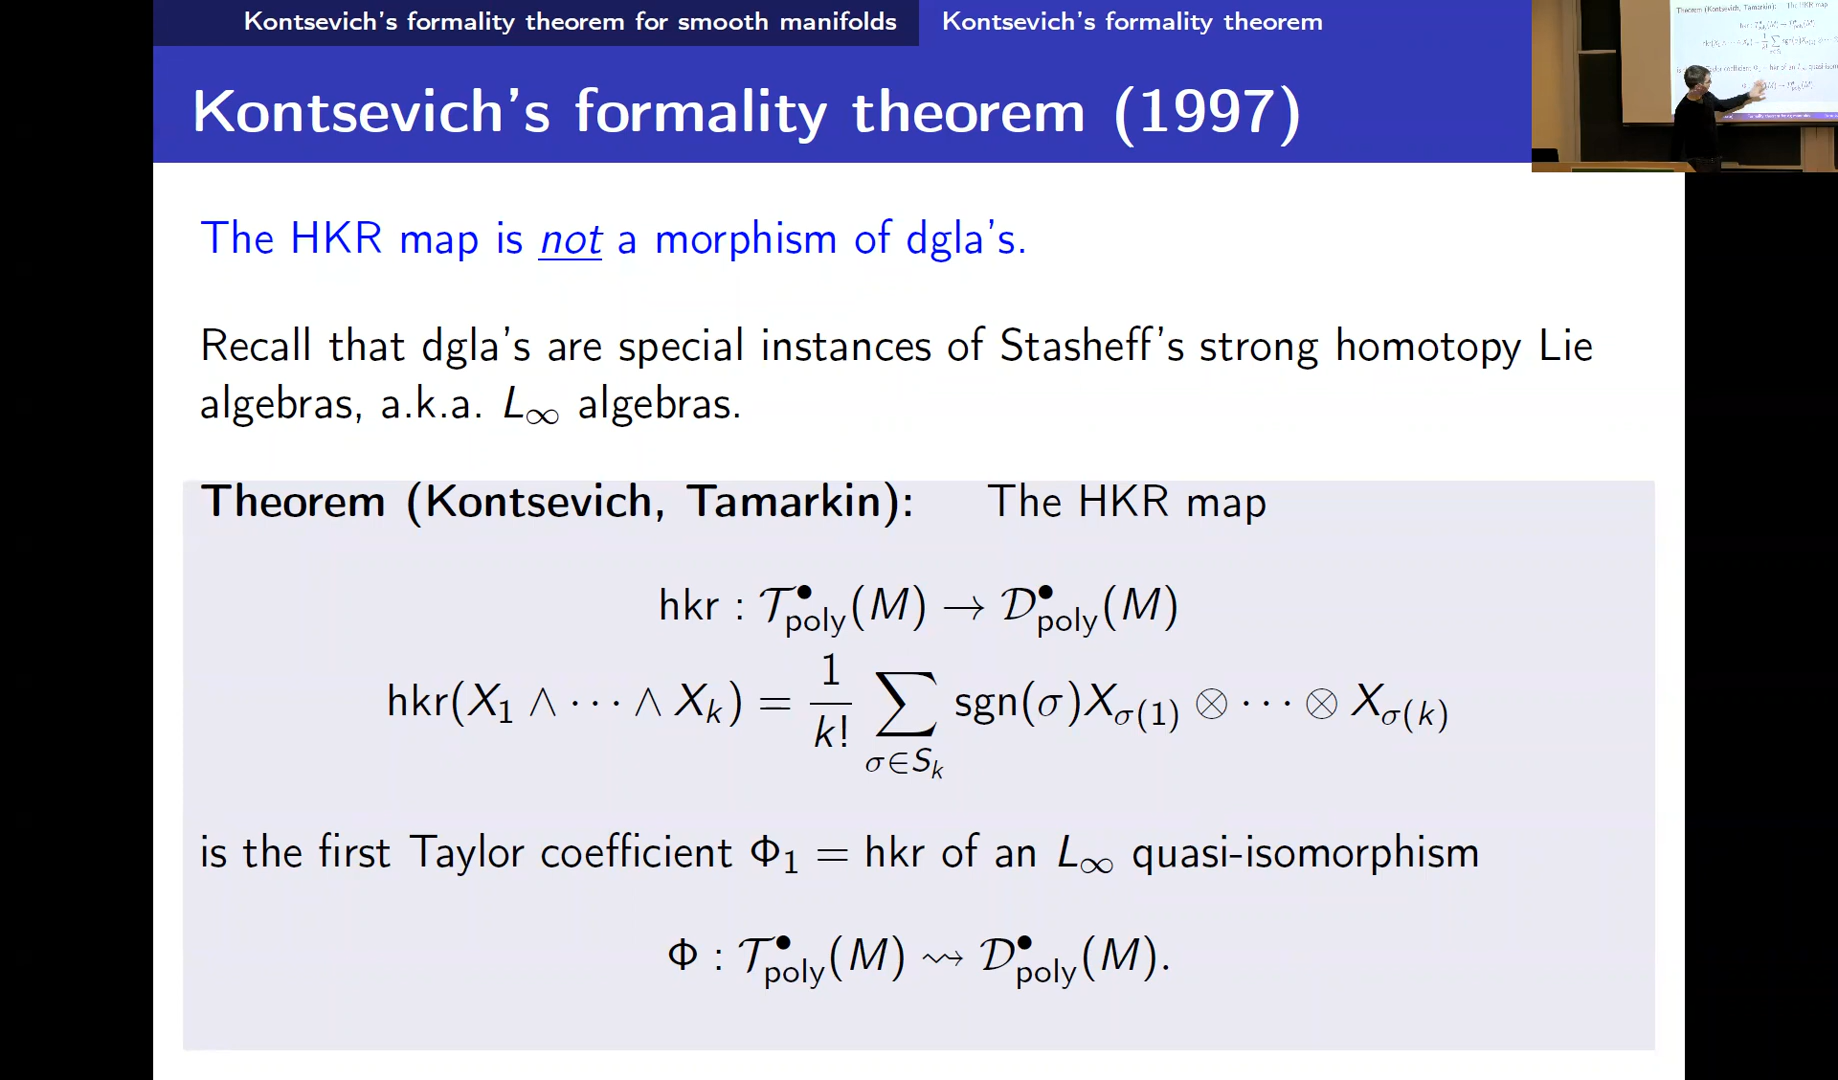 Kontsevich's formality theorem for smooth manifolds Kontsevich's formality theorem
Kontsevich's formality theorem (1997)
The HKR map is not a morphism of dgla's.
Recall that dgla's are special instances of Stasheff's strong homotopy Lie
algebras, a.k.a. L∞ algebras.
Theorem (Kontsevich, Tamarkin): The HKR map
hkr : 𝒯•poly(M) → 𝒟•poly(M)
hkr(X₁ ∧ ⋯ ∧ Xₖ) = 1/k! ∑σ∈Sₖ sgn(σ)Xσ(1) ⊗ ⋯ ⊗ Xσ(k)
is the first Taylor coefficient Φ₁ = hkr of an L∞ quasi-isomorphism
Φ : 𝒯•poly(M) ⇝ 𝒟•poly(M).